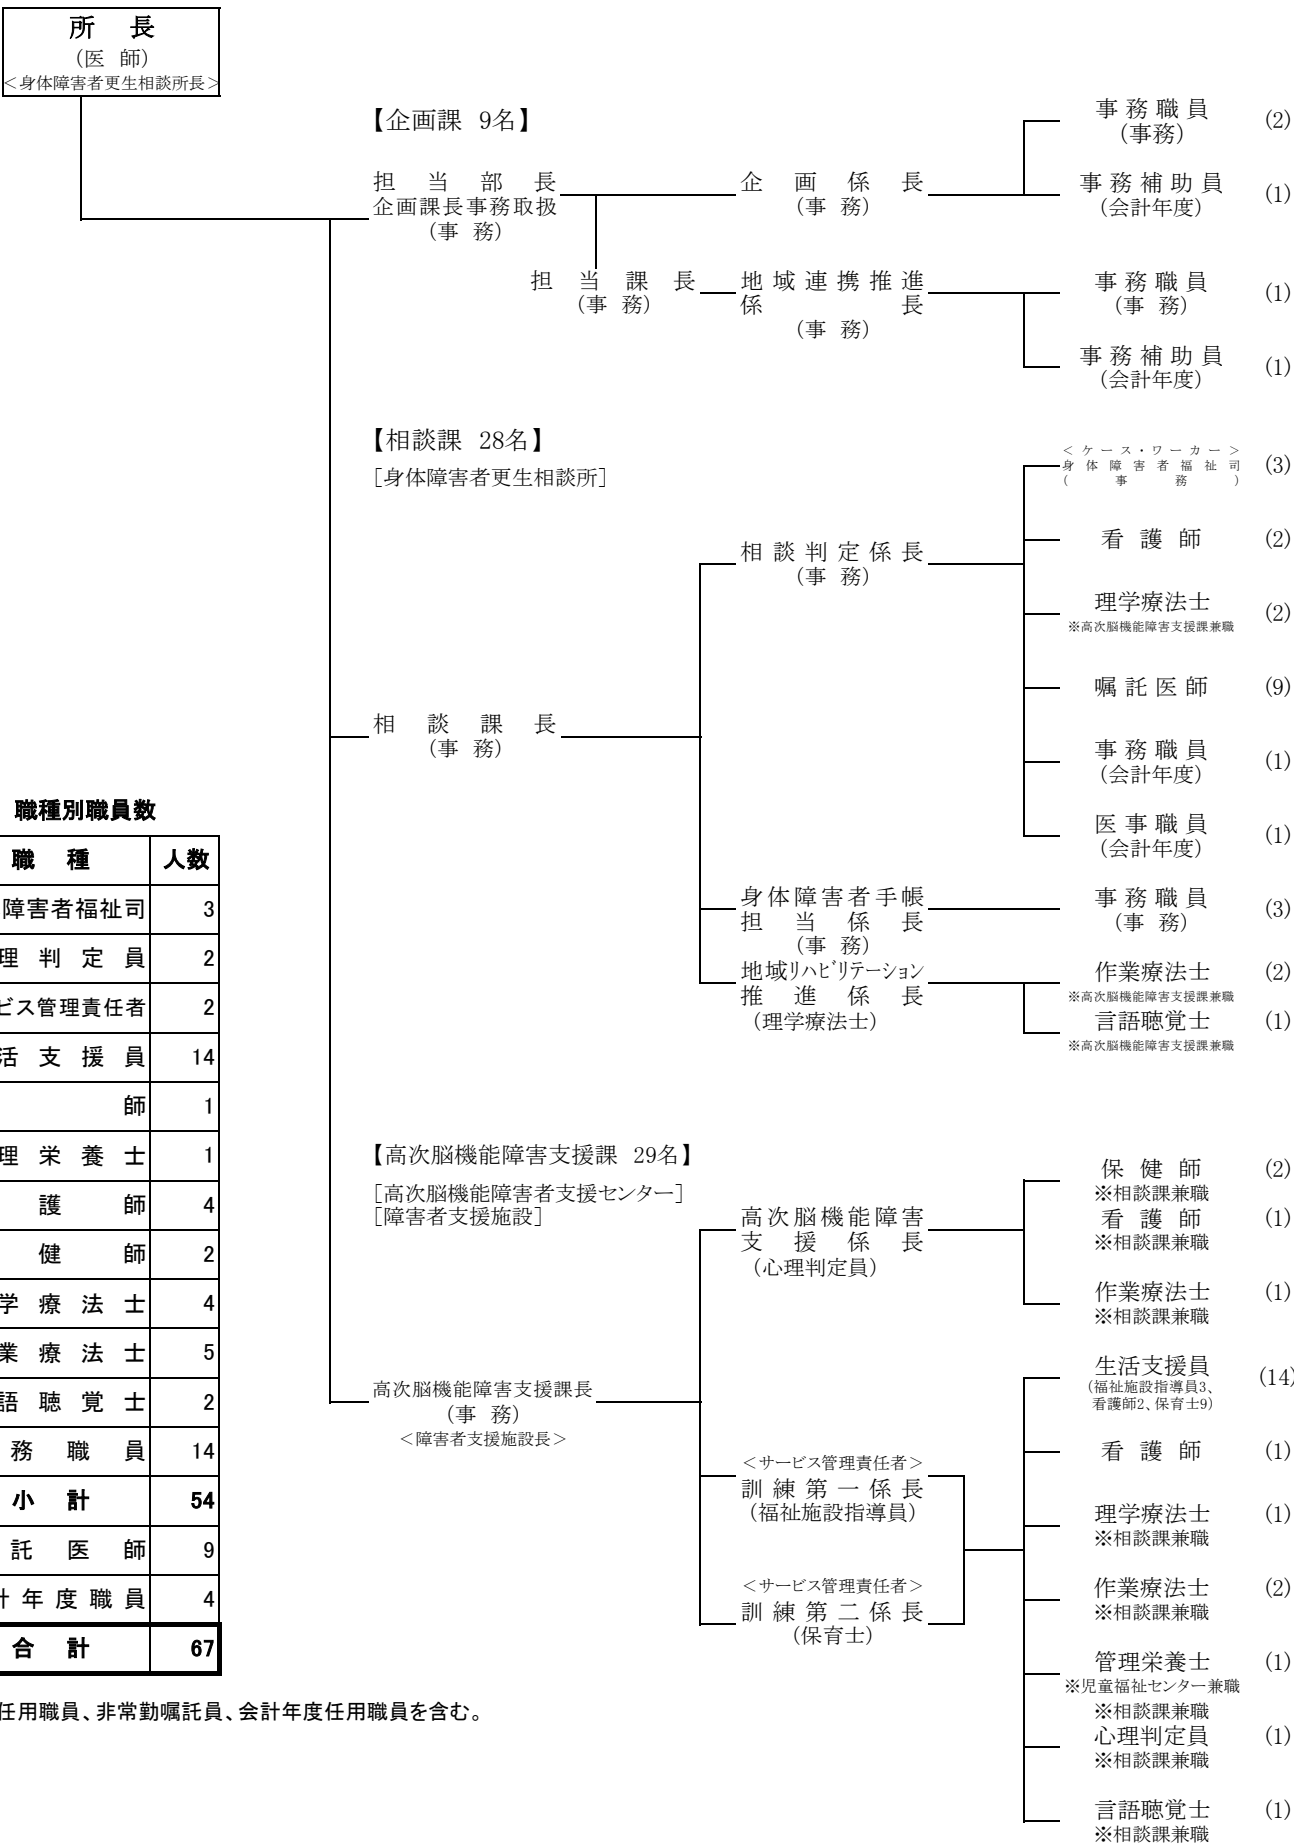 所長
(医 師)
＜身体障害者更生相談所長＞
【企画課 9名】
担当部長
企画課長事務取扱
(事 務)
企画係長
(事 務)
事務職員
(事務)
(2)
事務補助員
(会計年度)
(1)
担当課長
(事 務)
地域連携推進
係長
(事 務)
事務職員
(事 務)
(1)
事務補助員
(会計年度)
(1)
【相談課 28名】
[身体障害者更生相談所]
相談課長
(事 務)
相談判定係長
(事 務)
＜ケース・ワーカー＞
身体障害者福祉司
(事務)
(3)
看護師
(2)
理学療法士
※高次脳機能障害支援課兼職
(2)
嘱託医師
(9)
事務職員
(会計年度)
(1)
医事職員
(会計年度)
(1)
身体障害者手帳
担当係長
(事 務)
事務職員
(事 務)
(3)
地域リハビリテーション
推進係長
(理学療法士)
作業療法士
※高次脳機能障害支援課兼職
(2)
言語聴覚士
※高次脳機能障害支援課兼職
(1)
【高次脳機能障害支援課 29名】
[高次脳機能障害者支援センター]
[障害者支援施設]
高次脳機能障害支援課長
(事 務)
＜障害者支援施設長＞
高次脳機能障害
支援係長
(心理判定員)
保健師
※相談課兼職
(2)
看護師
※相談課兼職
(1)
作業療法士
※相談課兼職
(1)
＜サービス管理責任者＞
訓練第一係長
(福祉施設指導員)
＜サービス管理責任者＞
訓練第二係長
(保育士)
生活支援員
(福祉施設指導員3、
看護師2、保育士9)
(14)
看護師
(1)
理学療法士
※相談課兼職
(1)
作業療法士
※相談課兼職
(2)
管理栄養士
※児童福祉センター兼職
※相談課兼職
(1)
心理判定員
※相談課兼職
(1)
言語聴覚士
※相談課兼職
(1)
職種別職員数
職種 人数
障害者福祉司 3
理判定員 2
ビス管理責任者 2
活支援員 14
師 1
理栄養士 1
護師 4
健師 2
学療法士 4
業療法士 5
語聴覚士 2
務職員 14
小計 54
託医師 9
計年度職員 4
合計 67
任用職員、非常勤嘱託員、会計年度任用職員を含む。